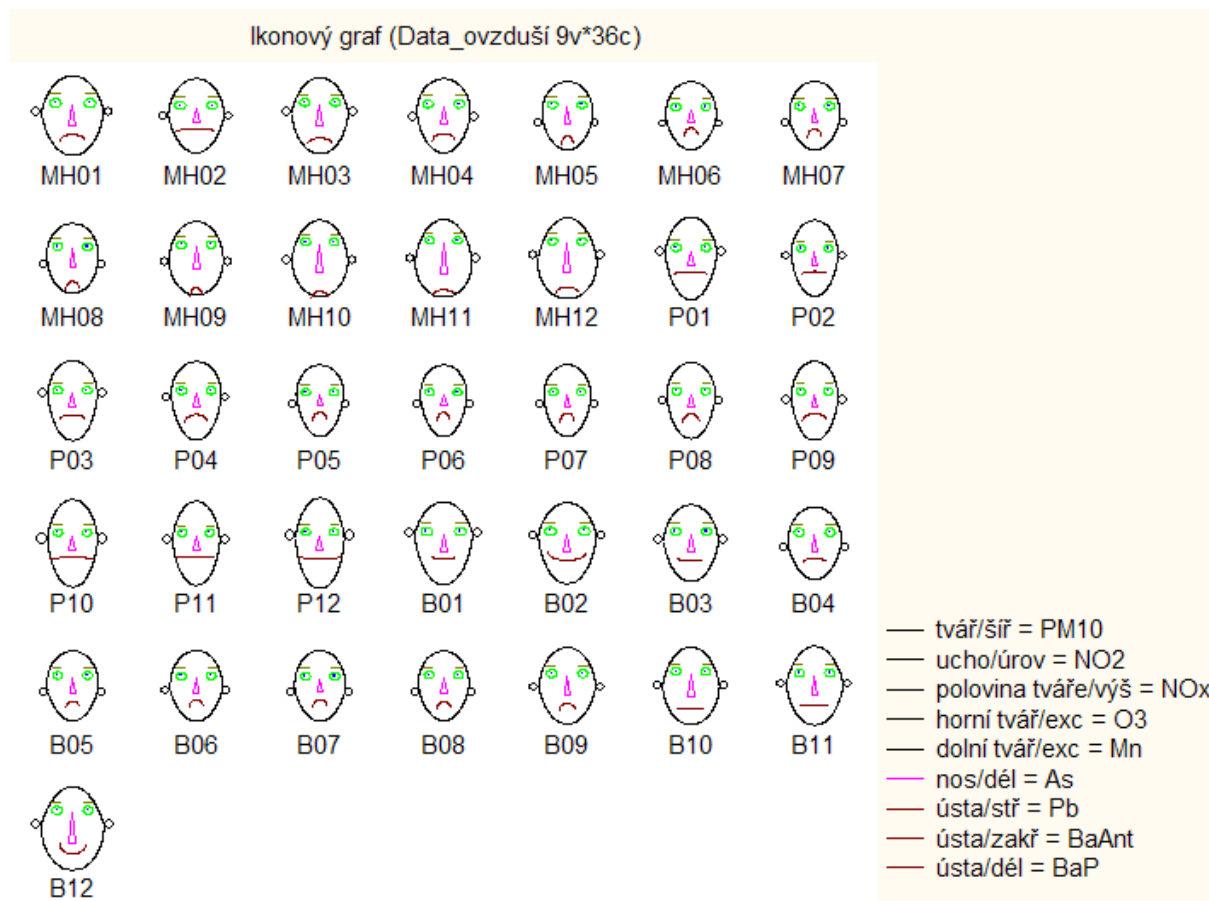 Ikonový graf (Data_ovzduší 9v*36c)
MH01 MH02 MH03 MH04 MH05 MH06 MH07
MH08 MH09 MH10 MH11 MH12 P01 P02
P03 P04 P05 P06 P07 P08 P09
P10 P11 P12 B01 B02 B03 B04
B05 B06 B07 B08 B09 B10 B11
B12
tvář/šíř = PM10
ucho/úrov = NO2
polovina tváře/výš = NOx
horní tvář/exc = O3
dolní tvář/exc = Mn
nos/dél = As
ústa/stř = Pb
ústa/zakř = BaAnt
ústa/dél = BaP